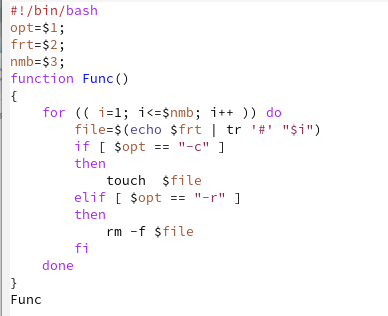 #!/bin/bash
opt=$1;
frt=$2;
nmb=$3;
function Func()
{
    for (( i=1; i<=$nmb; i++ )) do
        file=$(echo $frt | tr '#' "$i")
        if [ $opt == "-c" ]
        then
            touch  $file
        elif [ $opt == "-r" ]
        then
            rm -f $file
        fi
    done
}
Func